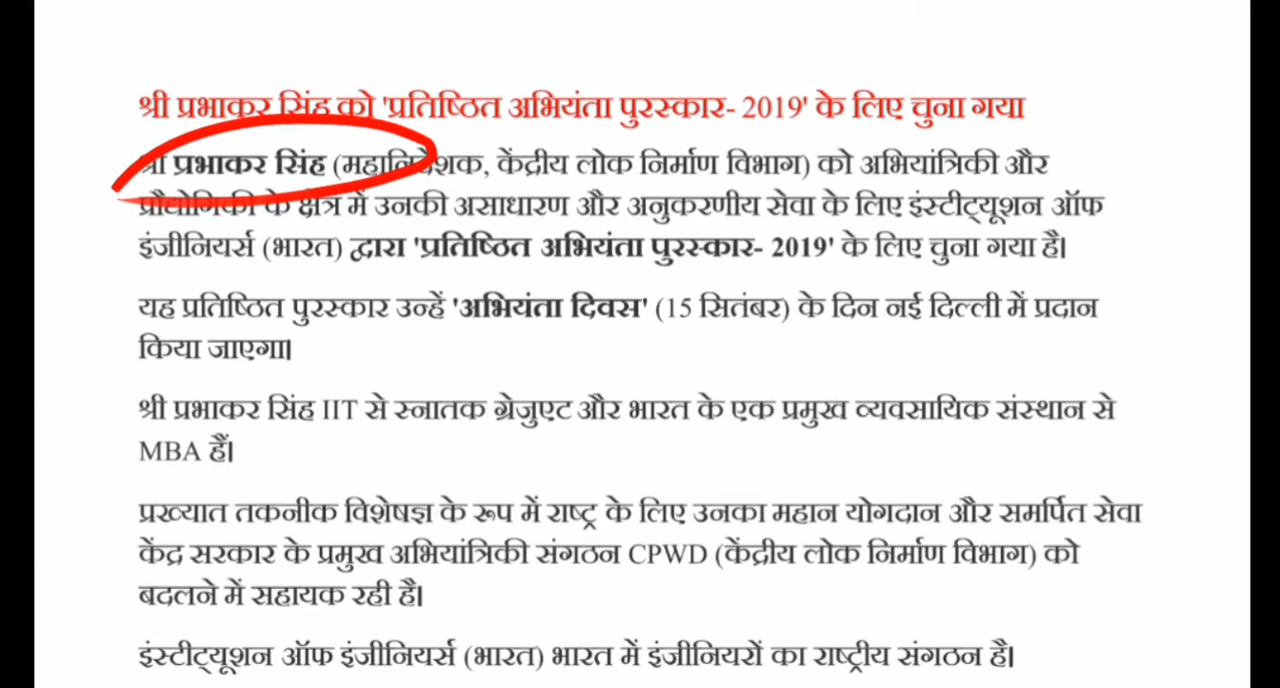 श्री प्रभाकर सिंह को 'प्रतिष्ठित अभियंता पुरस्कार- 2019' के लिए चुना गया
श्री प्रभाकर सिंह (महानिदेशक, केंद्रीय लोक निर्माण विभाग) को अभियांत्रिकी और
प्रौद्योगिकी के क्षेत्र में उनकी असाधारण और अनुकरणीय सेवा के लिए इंस्टीट्यूशन ऑफ
इंजीनियर्स (भारत) द्वारा 'प्रतिष्ठित अभियंता पुरस्कार- 2019' के लिए चुना गया है।
यह प्रतिष्ठित पुरस्कार उन्हें 'अभियंता दिवस' (15 सितंबर) के दिन नई दिल्ली में प्रदान
किया जाएगा।
श्री प्रभाकर सिंह IIT से स्नातक ग्रेजुएट और भारत के एक प्रमुख व्यवसायिक संस्थान से
MBA हैं।
प्रख्यात तकनीक विशेषज्ञ के रूप में राष्ट्र के लिए उनका महान योगदान और समर्पित सेवा
केंद्र सरकार के प्रमुख अभियांत्रिकी संगठन CPWD (केंद्रीय लोक निर्माण विभाग) को
बदलने में सहायक रही है।
इंस्टीट्यूशन ऑफ इंजीनियर्स (भारत) भारत में इंजीनियरों का राष्ट्रीय संगठन है।